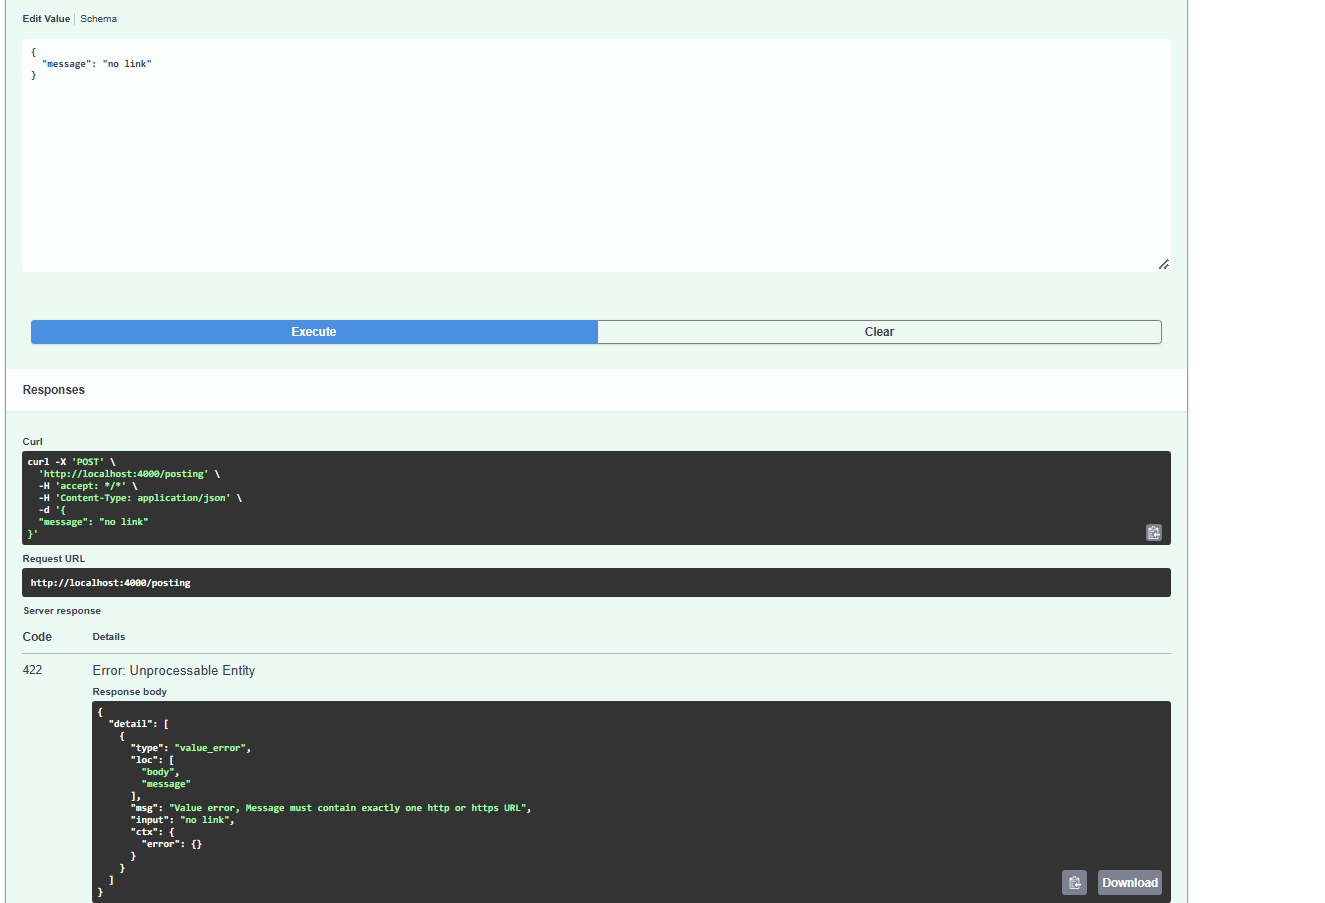 Edit Value | Schema
{
  "message": "no link"
}
Execute
Clear
Responses
Curl
curl -X 'POST' \
  'http://localhost:4000/posting' \
  -H 'accept: */*' \
  -H 'Content-Type: application/json' \
  -d '{
  "message": "no link"
}'
Request URL
http://localhost:4000/posting
Server response
Code Details
422 Error: Unprocessable Entity
Response body
{
  "detail": [
    {
      "type": "value_error",
      "loc": [
        "body",
        "message"
      ],
      "msg": "Value error, Message must contain exactly one http or https URL",
      "input": "no link",
      "ctx": {
        "error": {}
      }
    }
  ]
}
Download